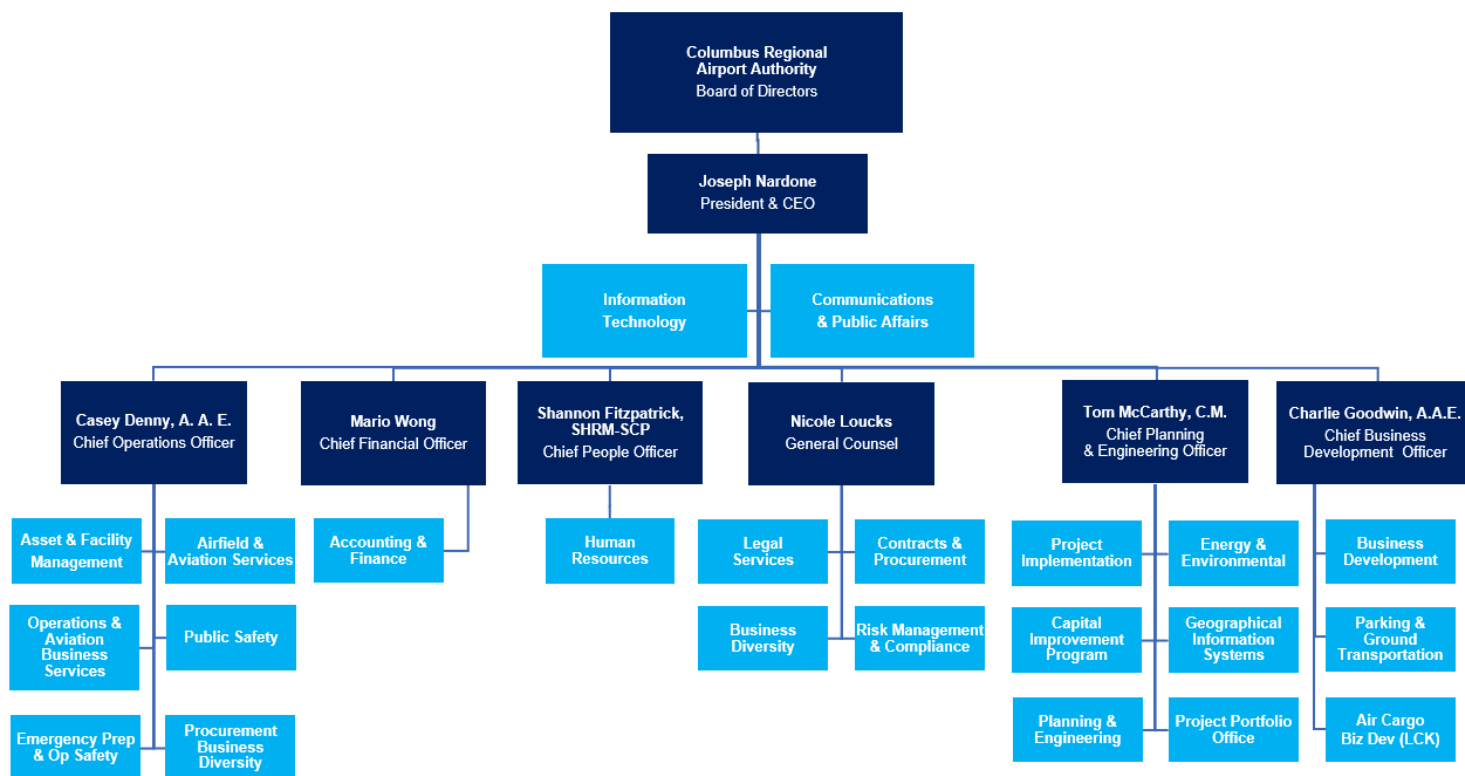 Columbus Regional
Airport Authority
Board of Directors
Joseph Nardone
President & CEO
Information
Technology
Communications
& Public Affairs
Casey Denny, A. A. E.
Chief Operations Officer
Mario Wong
Chief Financial Officer
Shannon Fitzpatrick,
SHRM-SCP
Chief People Officer
Nicole Loucks
General Counsel
Tom McCarthy, C.M.
Chief Planning
& Engineering Officer
Charlie Goodwin, A.A.E.
Chief Business
Development Officer
Asset & Facility
Management
Airfield &
Aviation Services
Accounting &
Finance
Human
Resources
Legal
Services
Contracts &
Procurement
Project
Implementation
Energy &
Environmental
Business
Development
Operations &
Aviation
Business
Services
Public Safety
Business
Diversity
Risk Management
& Compliance
Capital
Improvement
Program
Geographical
Information
Systems
Parking &
Ground
Transportation
Emergency Prep
& Op Safety
Procurement
Business
Diversity
Planning &
Engineering
Project Portfolio
Office
Air Cargo
Biz Dev (LCK)